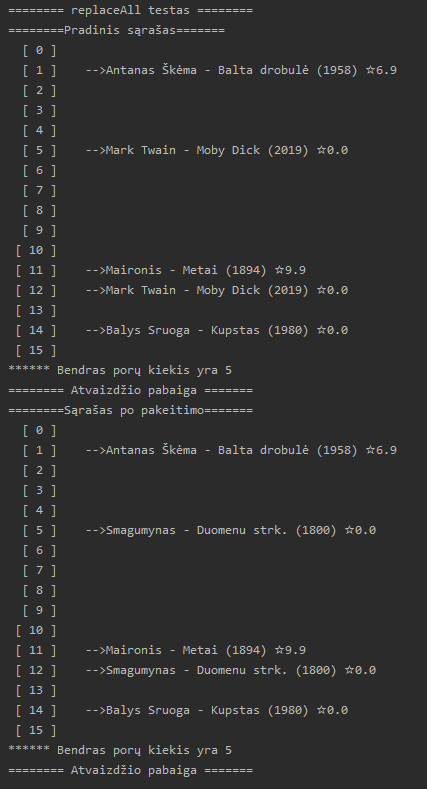 ======== replaceAll testas ========
========Pradinis sąrašas=======
[ 0 ]
[ 1 ] -->Antanas Škėma - Balta drobulė (1958) ☆6.9
[ 2 ]
[ 3 ]
[ 4 ]
[ 5 ] -->Mark Twain - Moby Dick (2019) ☆0.0
[ 6 ]
[ 7 ]
[ 8 ]
[ 9 ]
[ 10 ]
[ 11 ] -->Maironis - Metai (1894) ☆9.9
[ 12 ] -->Mark Twain - Moby Dick (2019) ☆0.0
[ 13 ]
[ 14 ] -->Balys Sruoga - Kupstas (1980) ☆0.0
[ 15 ]
****** Bendras porų kiekis yra 5
======== Atvaizdžio pabaiga =======
========Sąrašas po pakeitimo=======
[ 0 ]
[ 1 ] -->Antanas Škėma - Balta drobulė (1958) ☆6.9
[ 2 ]
[ 3 ]
[ 4 ]
[ 5 ] -->Smagumynas - Duomenu strk. (1800) ☆0.0
[ 6 ]
[ 7 ]
[ 8 ]
[ 9 ]
[ 10 ]
[ 11 ] -->Maironis - Metai (1894) ☆9.9
[ 12 ] -->Smagumynas - Duomenu strk. (1800) ☆0.0
[ 13 ]
[ 14 ] -->Balys Sruoga - Kupstas (1980) ☆0.0
[ 15 ]
****** Bendras porų kiekis yra 5
======== Atvaizdžio pabaiga =======